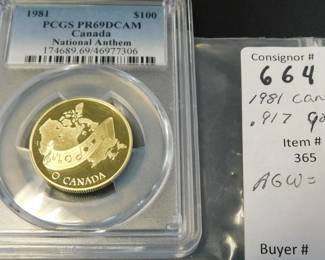 1981 $100
PCGS PR69DCAM
Canada
National Anthem
174689.69/46977306
O CANADA
Consignor #
664
1981 Can
.917 go
Item #
365
AGW=
Buyer #